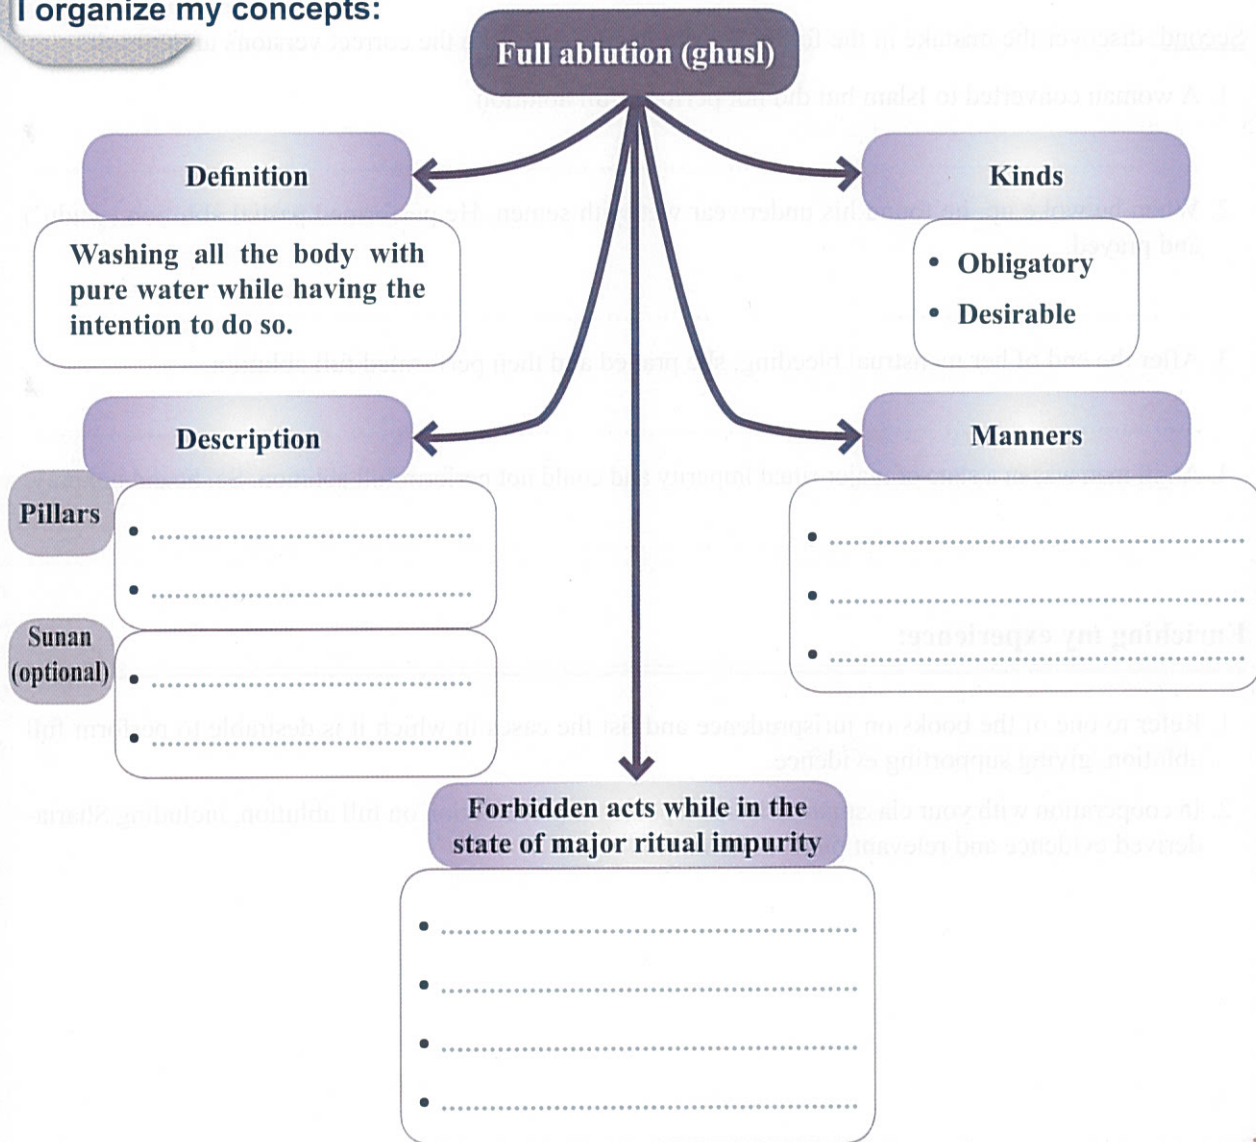 I organize my concepts:
Full ablution (ghusl)
Definition
Washing all the body with
pure water while having the
intention to do so.
Kinds
• Obligatory
• Desirable
Description
Pillars
•
•
Sunan
(optional)
•
•
Manners
•
•
•
Forbidden acts while in the
state of major ritual impurity
•
•
•
•